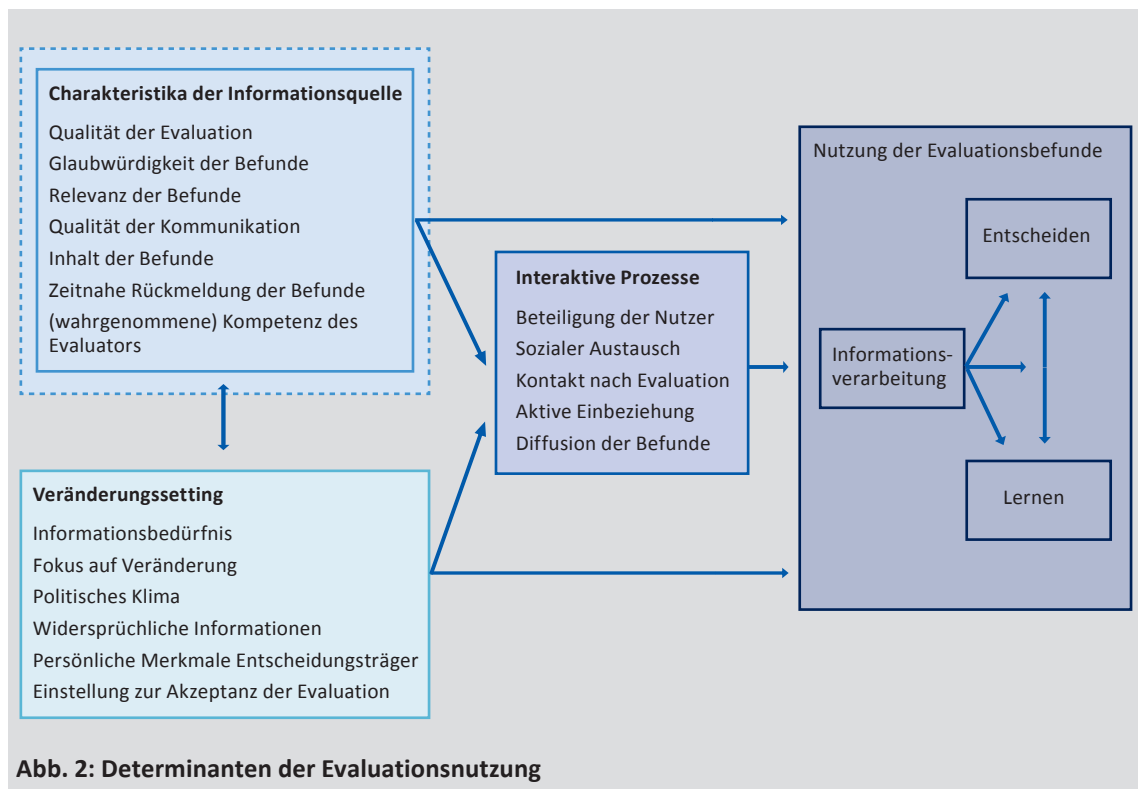 Charakteristika der Informationsquelle
Qualität der Evaluation
Glaubwürdigkeit der Befunde
Relevanz der Befunde
Qualität der Kommunikation
Inhalt der Befunde
Zeitnahe Rückmeldung der Befunde
(wahrgenommene) Kompetenz des
Evaluators
Veränderungssetting
Informationsbedürfnis
Fokus auf Veränderung
Politisches Klima
Widersprüchliche Informationen
Persönliche Merkmale Entscheidungsträger
Einstellung zur Akzeptanz der Evaluation
Interaktive Prozesse
Beteiligung der Nutzer
Sozialer Austausch
Kontakt nach Evaluation
Aktive Einbeziehung
Diffusion der Befunde
Nutzung der Evaluationsbefunde
Entscheiden
Informations-
verarbeitung
Lernen
Abb. 2: Determinanten der Evaluationsnutzung